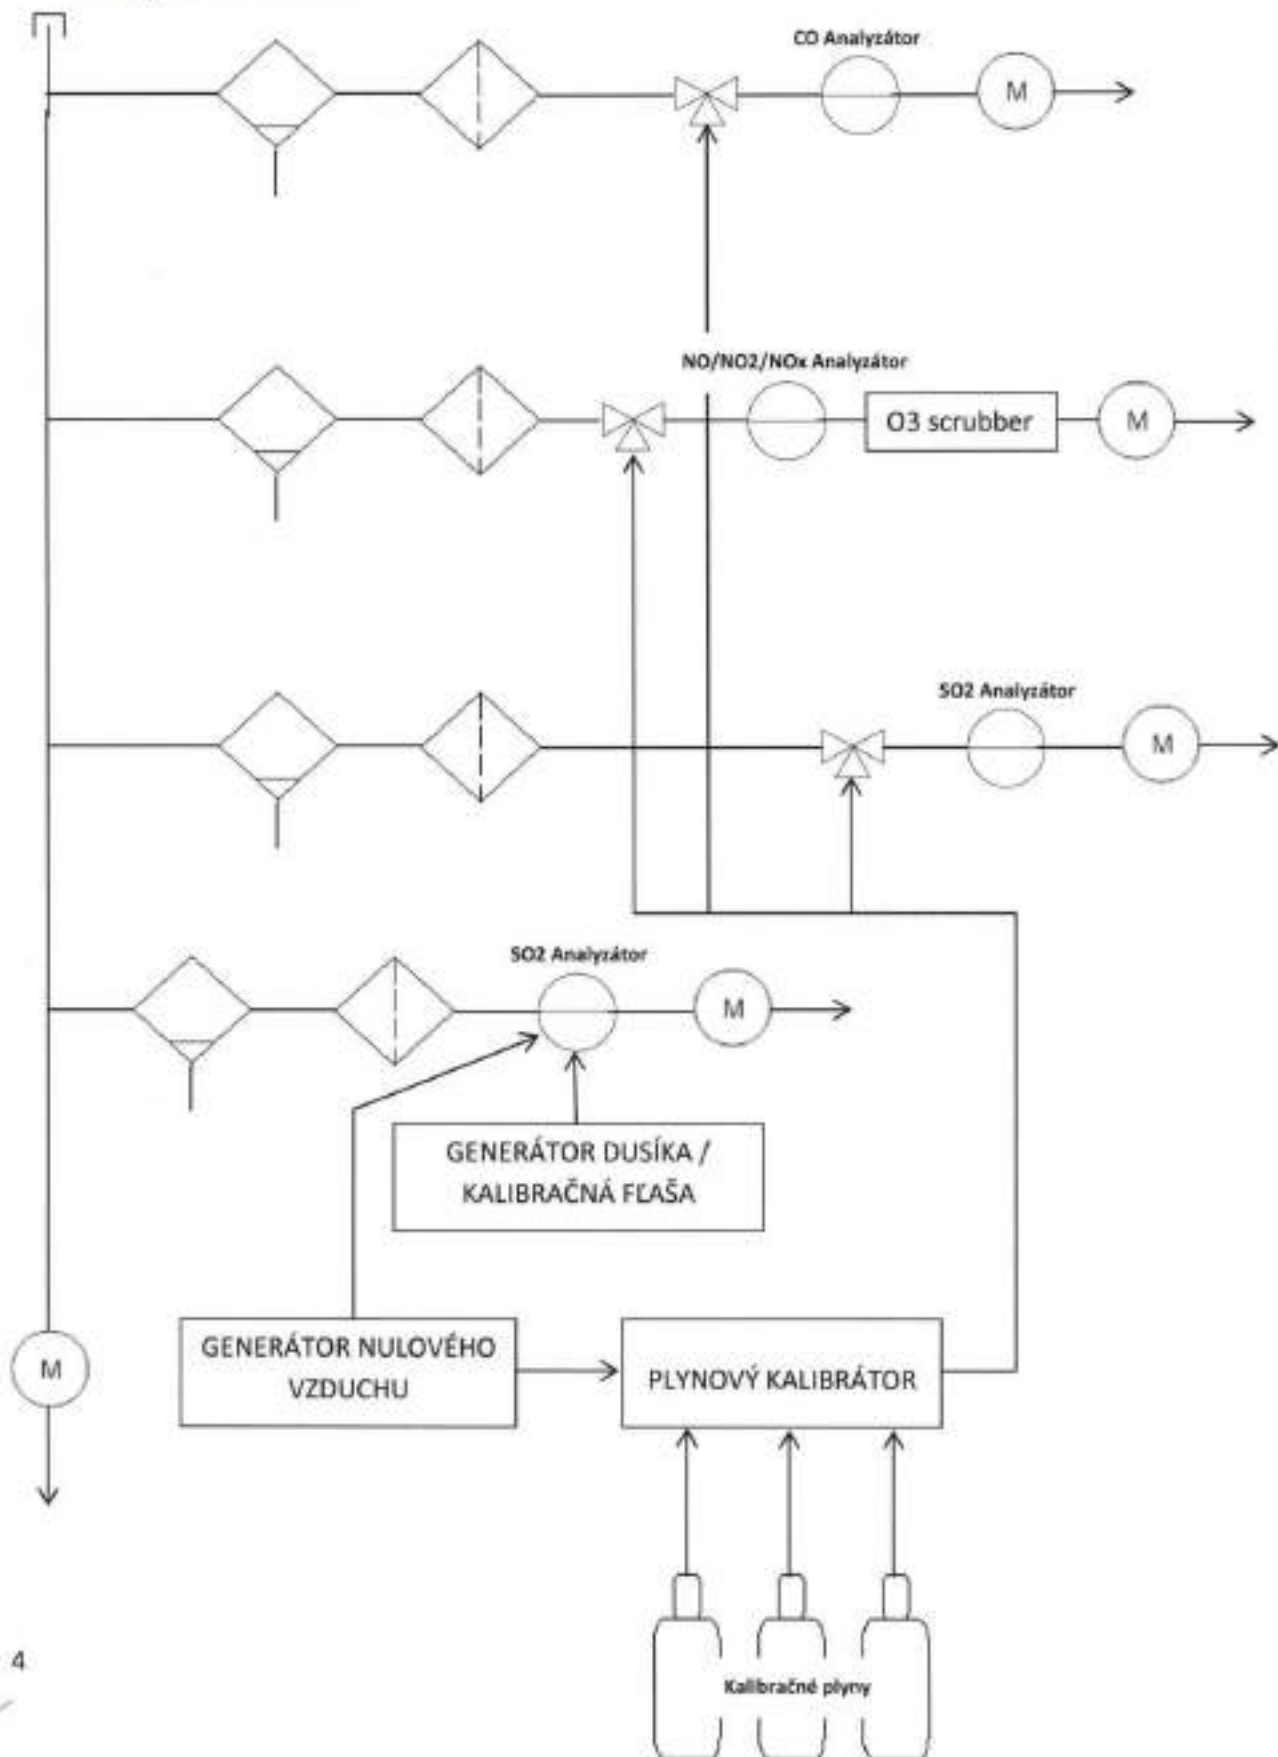 CO Analyzátor
M
NO/NO2/NOx Analyzátor
O3 scrubber
M
SO2 Analyzátor
M
SO2 Analyzátor
M
GENERÁTOR DUSÍKA /
KALIBRAČNÁ FĽAŠA
GENERÁTOR NULOVÉHO
VZDUCHU
PLYNOVÝ KALIBRÁTOR
M
4
Kalibračné plyny